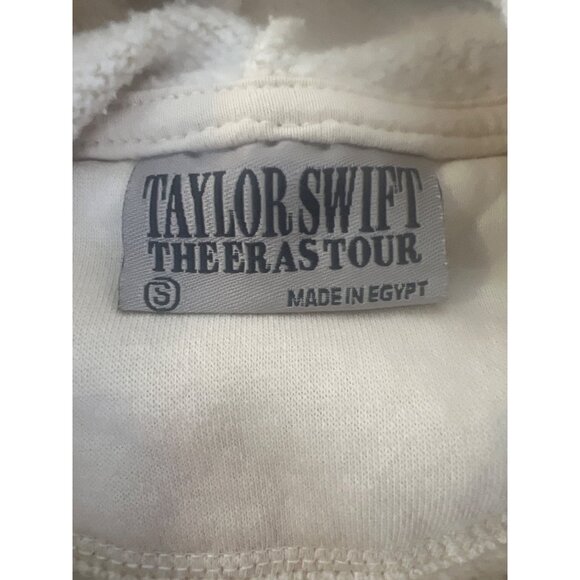 TAYLOR SWIFT
THE ERAS TOUR
S MADE IN EGYPT